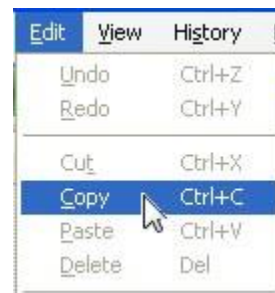 Edit View History
Undo Ctrl+Z
Redo Ctrl+Y
Cut Ctrl+X
Copy Ctrl+C
Paste Ctrl+V
Delete Del